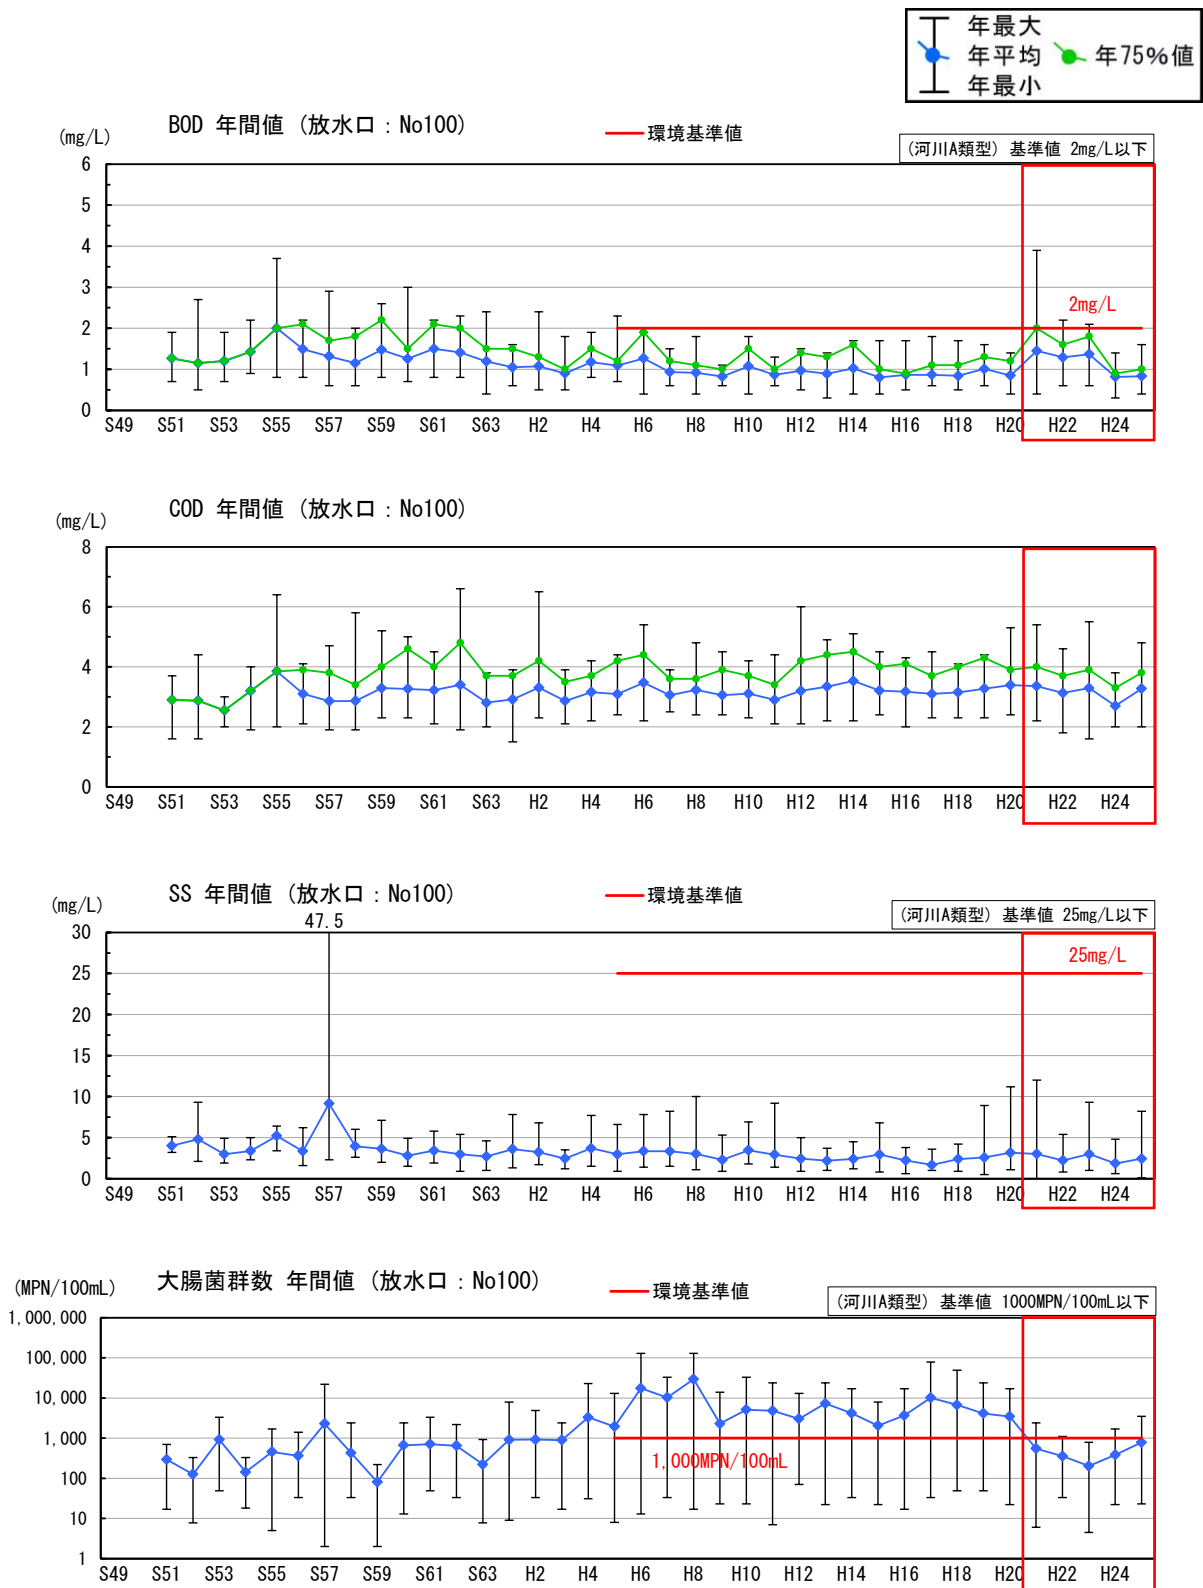 年最大
年平均 年75%値
年最小
BOD 年間値 (放水口：No100)
(mg/L)
環境基準値
(河川A類型) 基準値 2mg/L以下
6
5
4
3
2
1
0
2mg/L
S49 S51 S53 S55 S57 S59 S61 S63 H2 H4 H6 H8 H10 H12 H14 H16 H18 H20 H22 H24
COD 年間値 (放水口：No100)
(mg/L)
8
6
4
2
0
S49 S51 S53 S55 S57 S59 S61 S63 H2 H4 H6 H8 H10 H12 H14 H16 H18 H20 H22 H24
SS 年間値 (放水口：No100)
(mg/L)
環境基準値
(河川A類型) 基準値 25mg/L以下
47.5
30
25
20
15
10
5
0
25mg/L
S49 S51 S53 S55 S57 S59 S61 S63 H2 H4 H6 H8 H10 H12 H14 H16 H18 H20 H22 H24
大腸菌群数 年間値 (放水口：No100)
(MPN/100mL)
環境基準値
(河川A類型) 基準値 1000MPN/100mL以下
1,000,000
100,000
10,000
1,000
100
10
1
1,000MPN/100mL
S49 S51 S53 S55 S57 S59 S61 S63 H2 H4 H6 H8 H10 H12 H14 H16 H18 H20 H22 H24